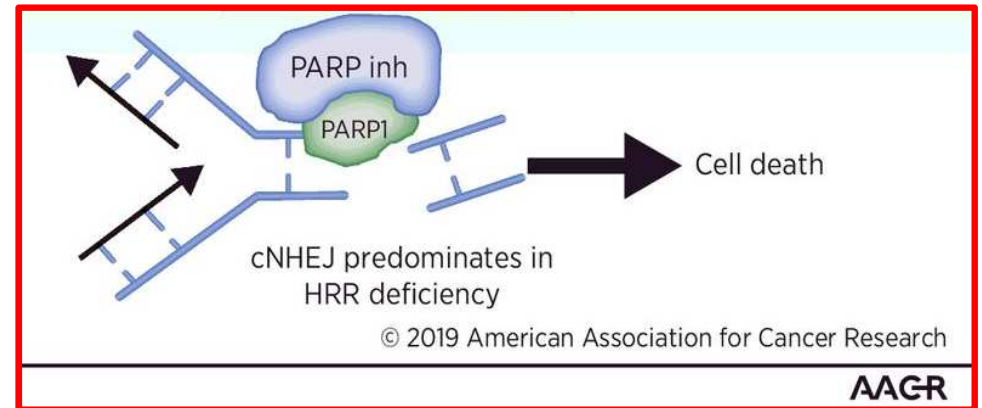 PARP inh
PARP1
Cell death
cNHEJ predominates in
HRR deficiency
© 2019 American Association for Cancer Research
AACR